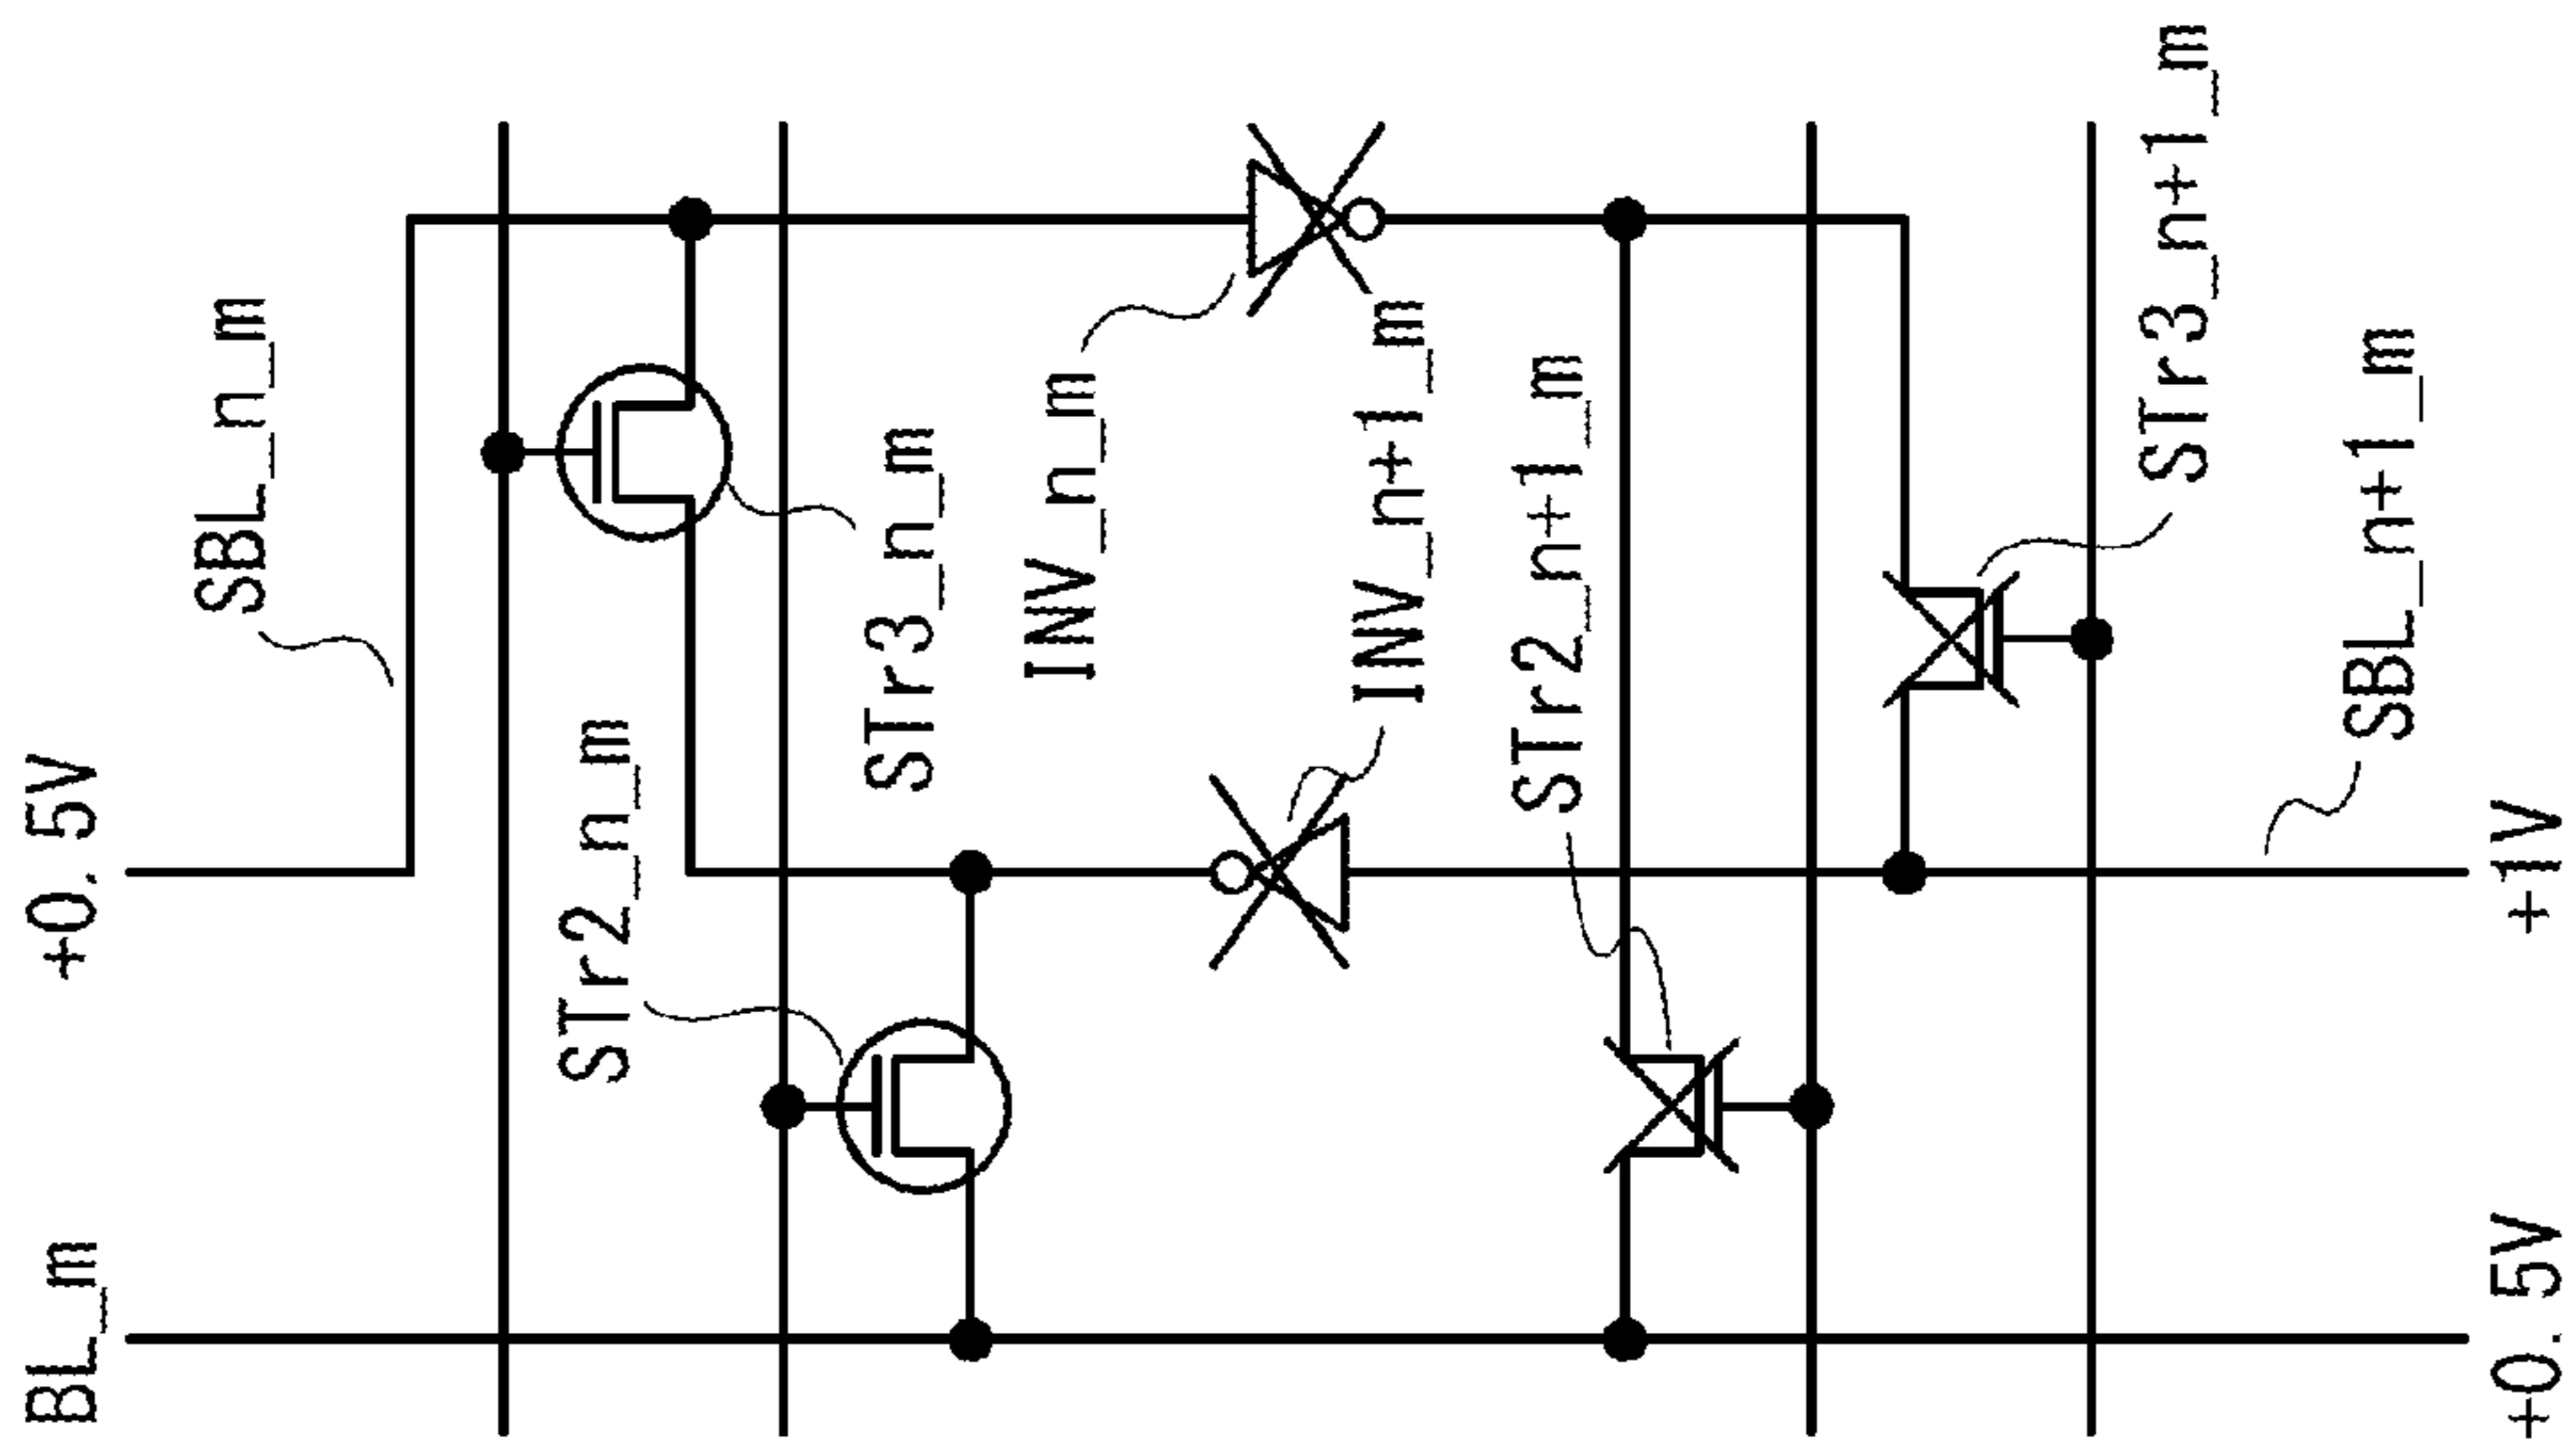 BL_m
+0.5V
SBL_n_m
STr2_n_m
STr3_n_m
INV_n_m
INV_n+1_m
STr2_n+1_m
STr3_n+1_m
SBL_n+1_m
+0.5V
+1V